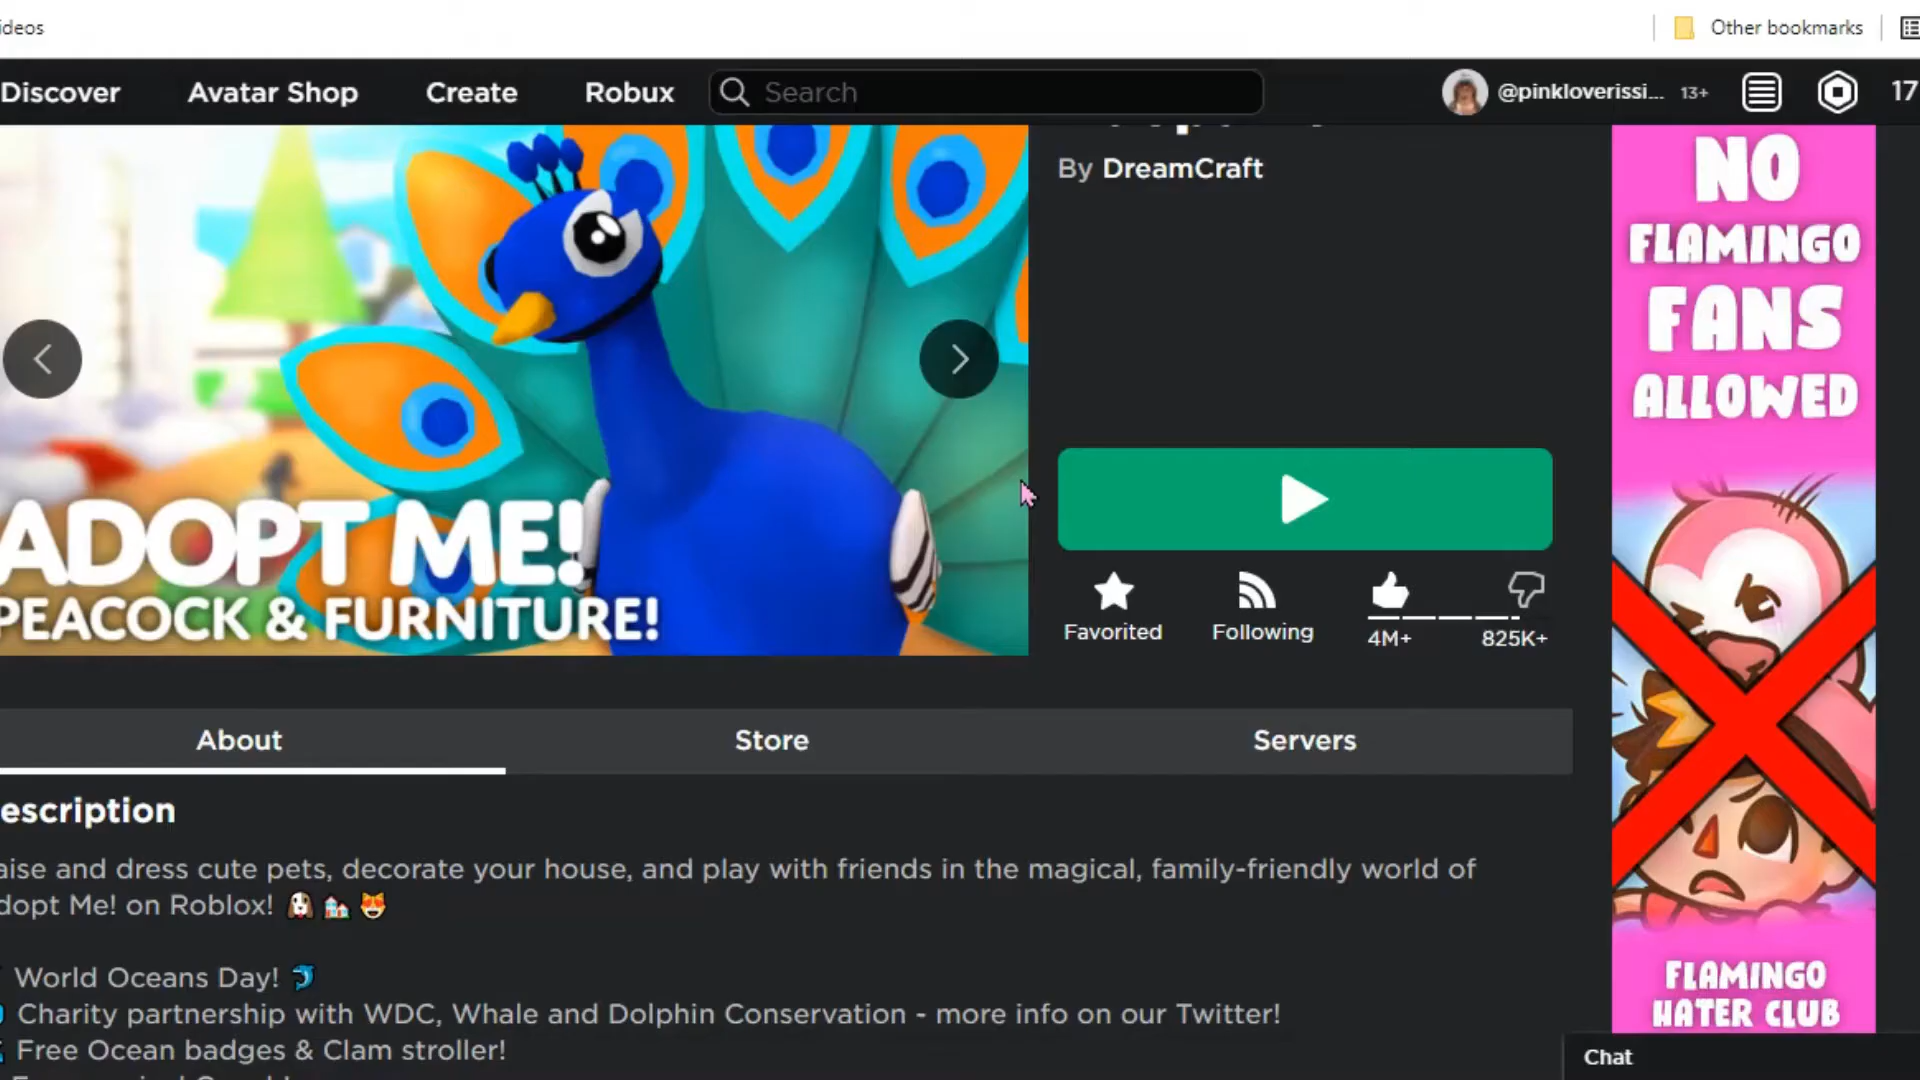 ideos
Other bookmarks
Discover
Avatar Shop
Create
Robux
Search
@pinkloverissi...
13+
17
By DreamCraft
ADOPT ME!
PEACOCK & FURNITURE!
Favorited
Following
4M+
825K+
NO
FLAMINGO
FANS
ALLOWED
FLAMINGO
HATER CLUB
About
Store
Servers
escription
aise and dress cute pets, decorate your house, and play with friends in the magical, family-friendly world of
dopt Me! on Roblox! 🐶 🏘️ 😻
World Oceans Day! 🐬
Charity partnership with WDC, Whale and Dolphin Conservation - more info on our Twitter!
Free Ocean badges & Clam stroller!
Chat